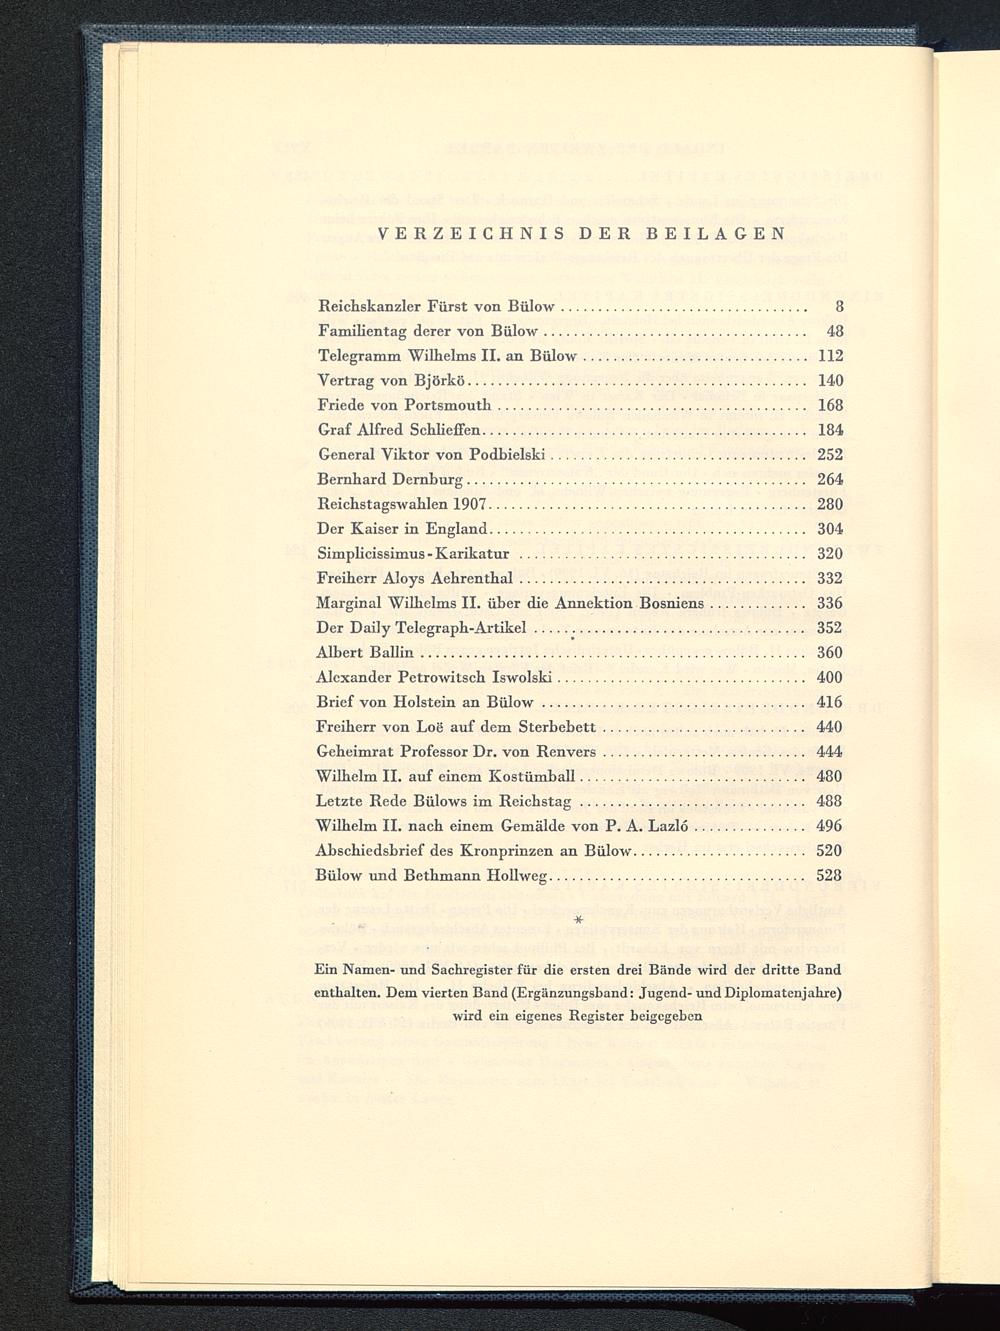 VERZEICHNIS DER BEILAGEN
Reichskanzler Fürst von Bülow ................................ 8
Familientag derer von Bülow ................................ 48
Telegramm Wilhelms II. an Bülow ............................ 112
Vertrag von Björkö.......................................... 140
Friede von Portsmouth ...................................... 168
Graf Alfred Schlieffen........................................ 184
General Viktor von Podbielski ............................... 252
Bernhard Dernburg.......................................... 264
Reichstagswahlen 1907....................................... 280
Der Kaiser in England....................................... 304
Simplicissimus-Karikatur .................................... 320
Freiherr Aloys Aehrenthal .................................... 332
Marginal Wilhelms II. über die Annektion Bosniens ............ 336
Der Daily Telegraph-Artikel .................................. 352
Albert Ballin ................................................ 360
Alexander Petrowitsch Iswolski ............................... 400
Brief von Holstein an Bülow ................................. 416
Freiherr von Loë auf dem Sterbebett ......................... 440
Geheimrat Professor Dr. von Renvers ......................... 444
Wilhelm II. auf einem Kostümball ............................ 480
Letzte Rede Bülows im Reichstag ............................ 488
Wilhelm II. nach einem Gemälde von P. A. Lazló ............... 496
Abschiedsbrief des Kronprinzen an Bülow...................... 520
Bülow und Bethmann Hollweg................................ 528
*
Ein Namen- und Sachregister für die ersten drei Bände wird der dritte Band
enthalten. Dem vierten Band (Ergänzungsband: Jugend- und Diplomatenjahre)
wird ein eigenes Register beigegeben